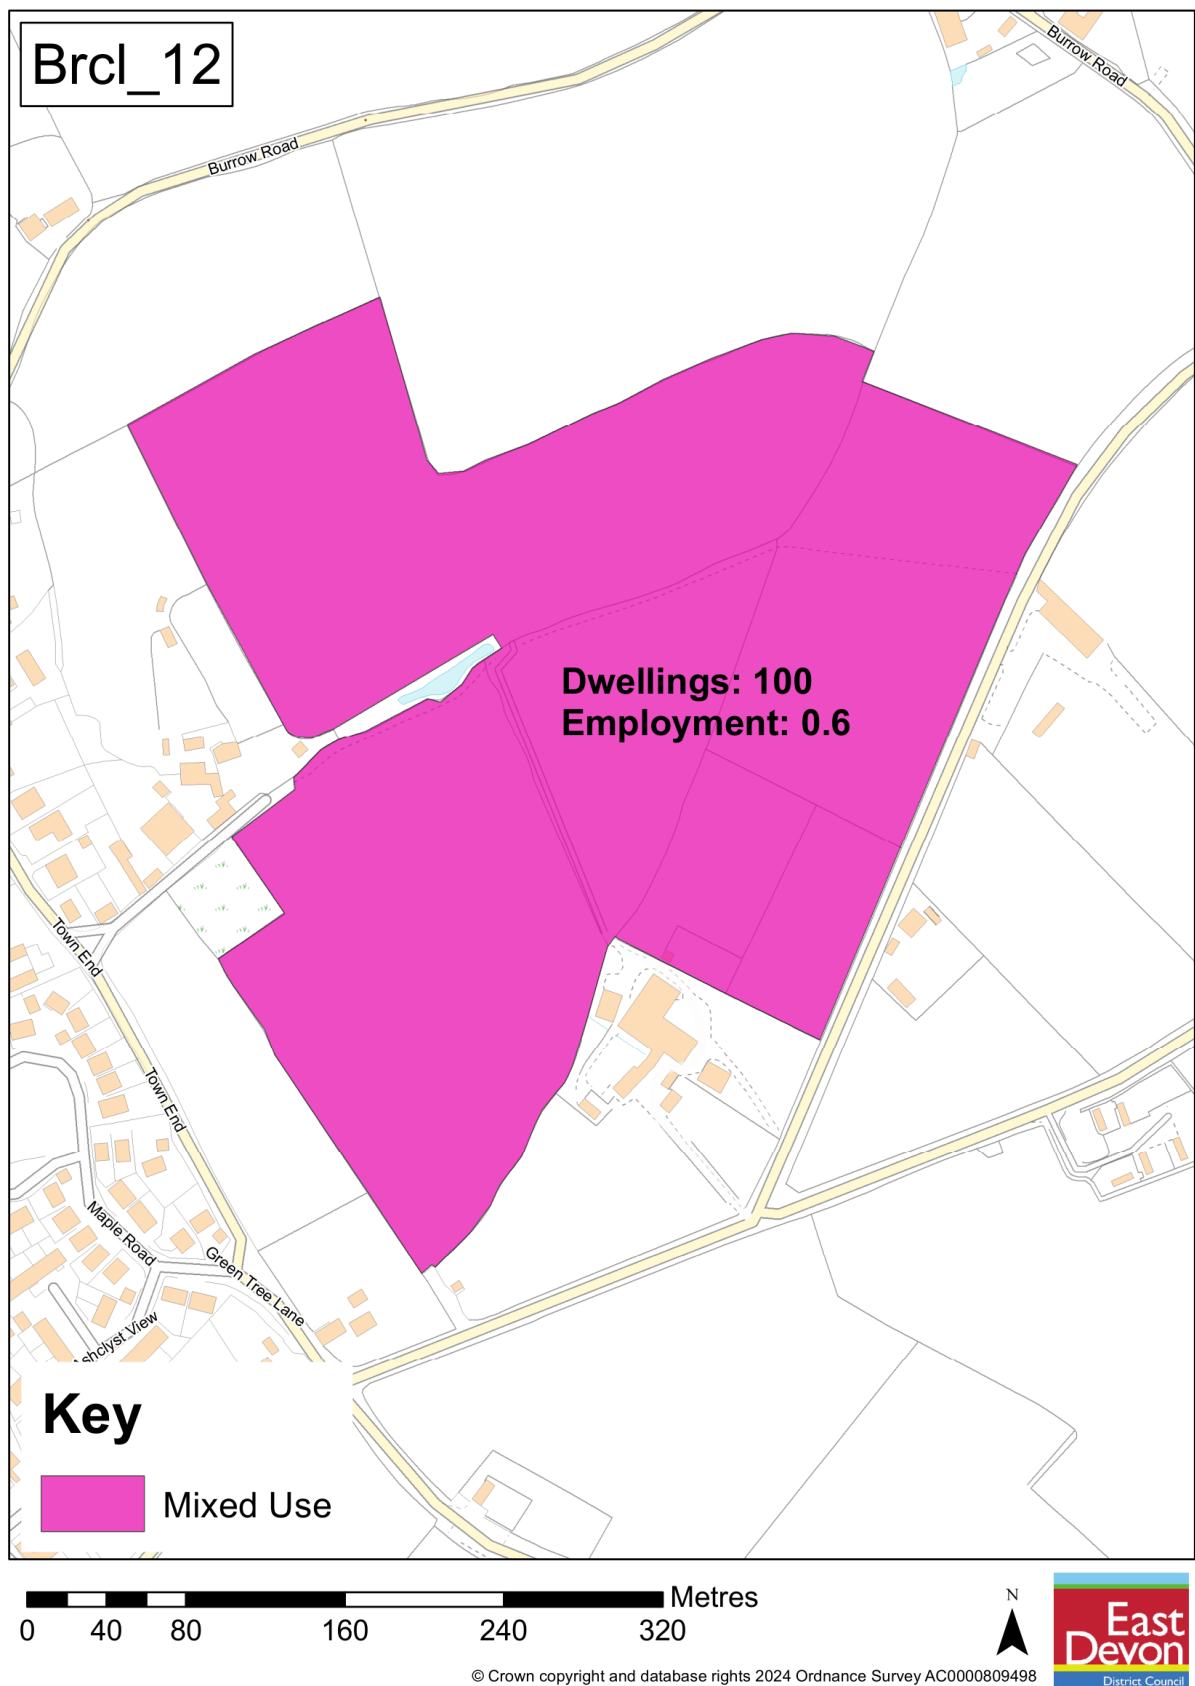 Brcl_12
Burrow Road
Burrow Road
Dwellings: 100
Employment: 0.6
Town End
Town End
Maple Road
Green Tree Lane
shclyst View
Key
Mixed Use
0 40 80 160 240 320 Metres
N
East
Devon
District Council
© Crown copyright and database rights 2024 Ordnance Survey AC0000809498